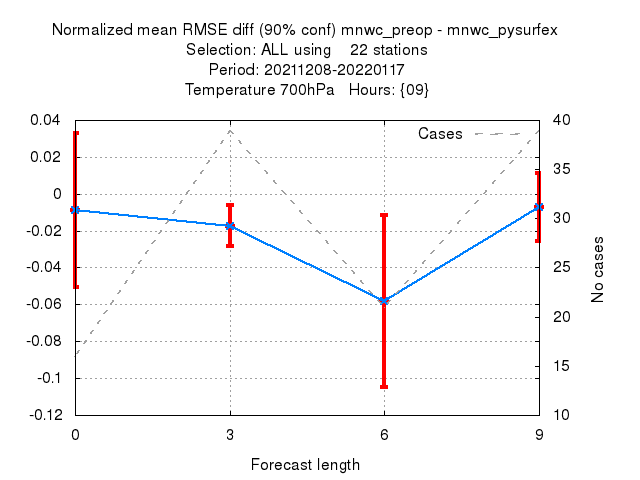 Normalized mean RMSE diff (90% conf) mnwc_preop - mnwc_pysurfex
Selection: ALL using    22 stations
Period: 20211208-20220117
Temperature 700hPa   Hours: {09}
Cases
0.04
0.02
0
-0.02
-0.04
-0.06
-0.08
-0.1
-0.12
40
35
30
25
20
15
10
No cases
0 3 6 9
Forecast length